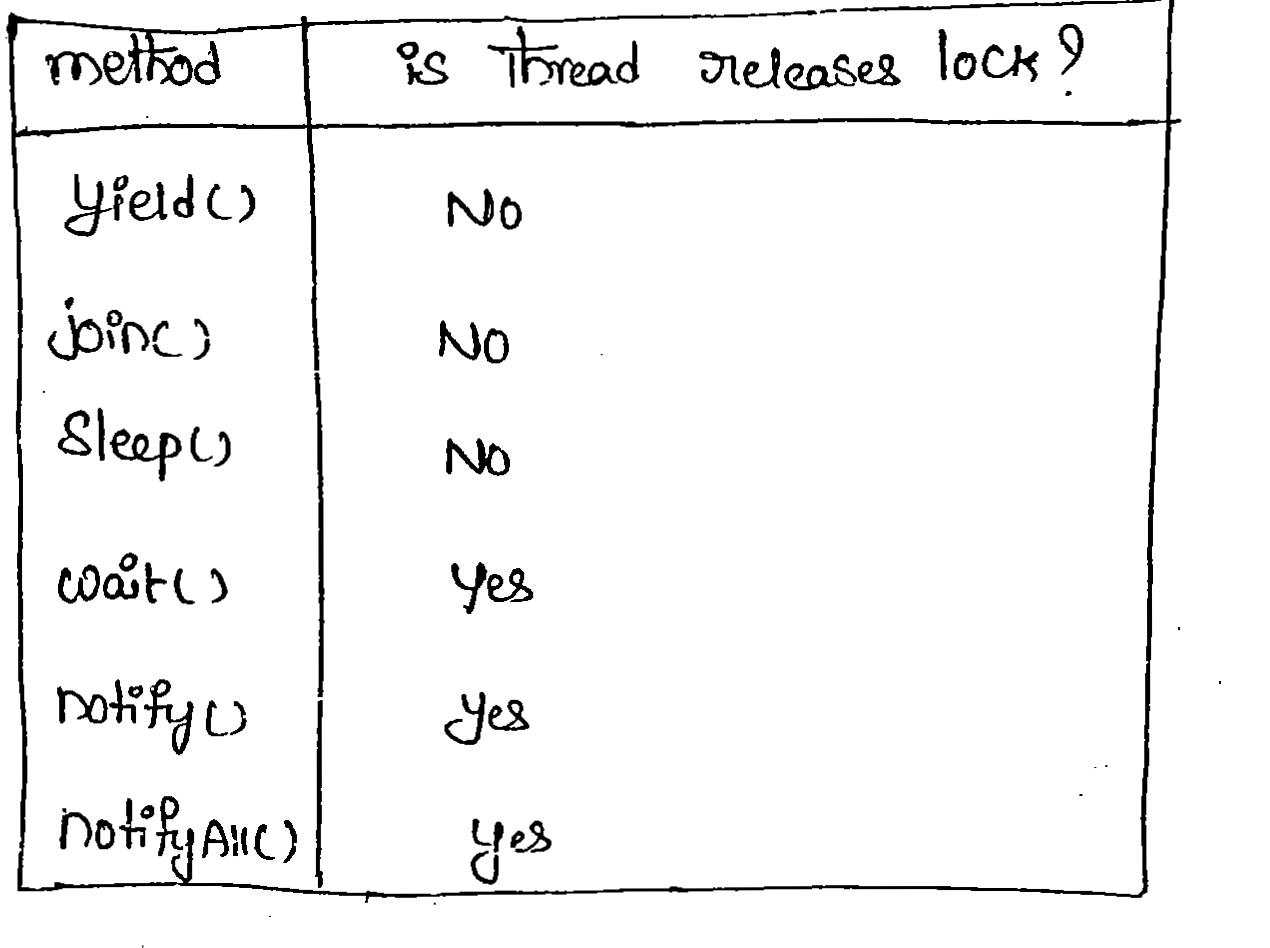 method is Thread releases lock?
yield() No
join() NO
Sleep() No
wait() Yes
notify() Yes
notifyAll() yes